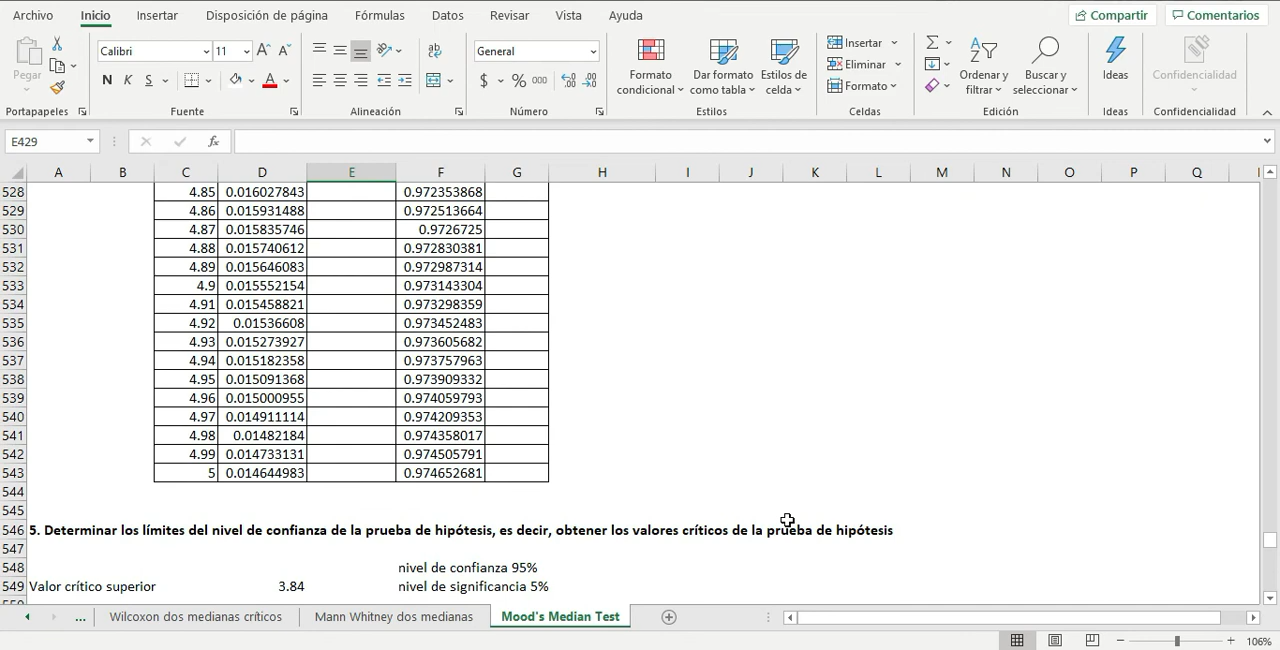 Archivo Inicio Insertar Disposición de página Fórmulas Datos Revisar Vista Ayuda Compartir Comentarios
Pegar
Calibri 11
N K S
ab
General
$ % 000
Formato condicional
Dar formato como tabla
Estilos de celda
Insertar
Eliminar
Formato
Ordenar y filtrar
Buscar y seleccionar
Ideas
Confidencialidad
Portapapeles Fuente Alineación Número Estilos Celdas Edición Ideas Confidencialidad
E429 fx
A B C D E F G H I J K L M N O P Q
528 4.85 0.016027843 0.972353868
529 4.86 0.015931488 0.972513664
530 4.87 0.015835746 0.9726725
531 4.88 0.015740612 0.972830381
532 4.89 0.015646083 0.972987314
533 4.9 0.015552154 0.973143304
534 4.91 0.015458821 0.973298359
535 4.92 0.01536608 0.973452483
536 4.93 0.015273927 0.973605682
537 4.94 0.015182358 0.973757963
538 4.95 0.015091368 0.973909332
539 4.96 0.015000955 0.974059793
540 4.97 0.014911114 0.974209353
541 4.98 0.01482184 0.974358017
542 4.99 0.014733131 0.974505791
543 5 0.014644983 0.974652681
544
545
546 5. Determinar los límites del nivel de confianza de la prueba de hipótesis, es decir, obtener los valores críticos de la prueba de hipótesis
547
548 nivel de confianza 95%
549 Valor crítico superior 3.84 nivel de significancia 5%
550
... Wilcoxon dos medianas críticos Mann Whitney dos medianas Mood's Median Test
106%